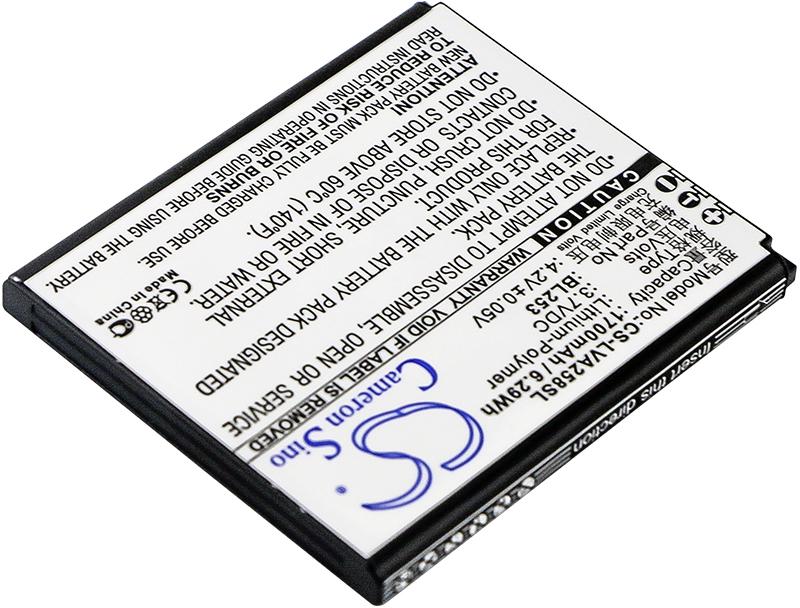 ATTENTION:
TO REDUCE RISK OF FIRE OR BURNS
NEW BATTERY PACK MUST BE FULLY CHARGED BEFORE USE.
READ INSTRUCTIONS IN OPERATING GUIDE BEFORE USING THE BATTERY.
•DO NOT STORE ABOVE 60°C (140°F).
•DO NOT CRUSH, PUNCTURE, SHORT EXTERNAL
CONTACTS OR DISPOSE OF IN FIRE OR WATER.
•REPLACE ONLY WITH BATTERY PACK DESIGNATED
FOR THIS PRODUCT.
•DO NOT ATTEMPT TO DISASSEMBLE, OPEN OR SERVICE
THE BATTERY PACK.
CAUTION: VOID WARRANTY IF LABEL IS REMOVED
Made In China
CE
CS
Cameron Sino
Model No
:CS-LVA258SL
Capacity
:1700mAh / 6.29Wh
Type
:Lithium-Polymer
Volts
:3.7VDC
Part No
:BL253
Charge Limited Volta
:4.2V±0.05V
Insert this direction